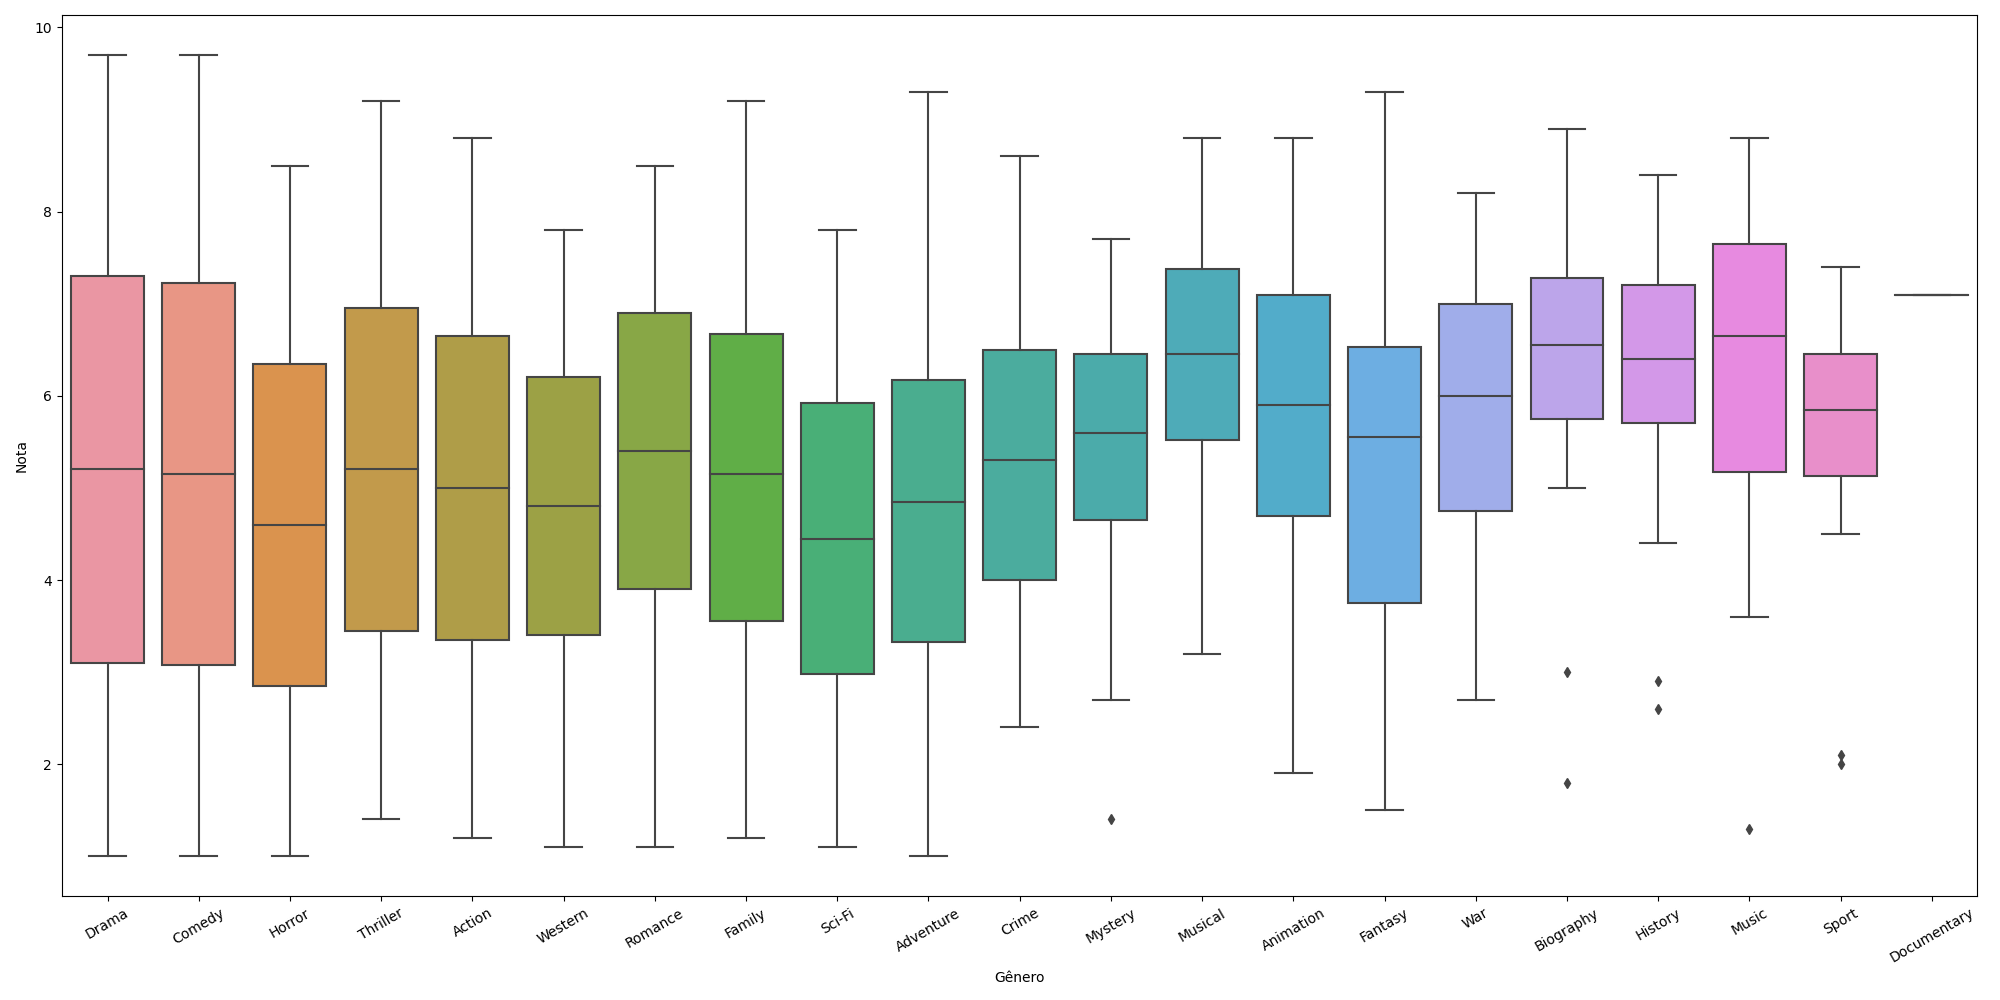 10
8
6
4
2
Nota
Drama Comedy Horror Thriller Action Western Romance Family Sci-Fi Adventure Crime Mystery Musical Animation Fantasy War Biography History Music Sport Documentary
Gênero